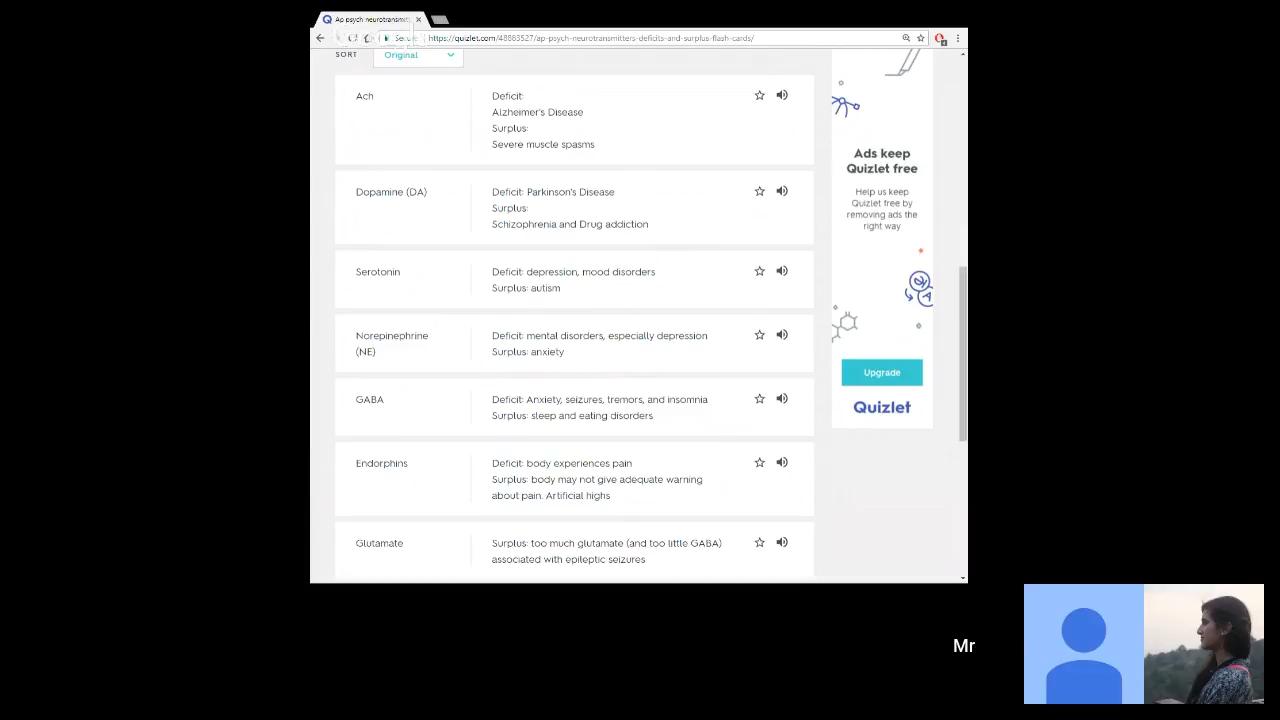 Ap psych neurotransmitt
Secure https://quizlet.com/48883527/ap-psych-neurotransmitters-deficits-and-surplus-flash-cards/
SORT Original
Ach
Deficit:
Alzheimer's Disease
Surplus:
Severe muscle spasms
Dopamine (DA)
Deficit: Parkinson's Disease
Surplus:
Schizophrenia and Drug addiction
Serotonin
Deficit: depression, mood disorders
Surplus: autism
Norepinephrine
(NE)
Deficit: mental disorders, especially depression
Surplus: anxiety
GABA
Deficit: Anxiety, seizures, tremors, and insomnia
Surplus: sleep and eating disorders
Endorphins
Deficit: body experiences pain
Surplus: body may not give adequate warning
about pain. Artificial highs
Glutamate
Surplus: too much glutamate (and too little GABA)
associated with epileptic seizures
Ads keep
Quizlet free
Help us keep
Quizlet free by
removing ads the
right way
Upgrade
Quizlet
Mr